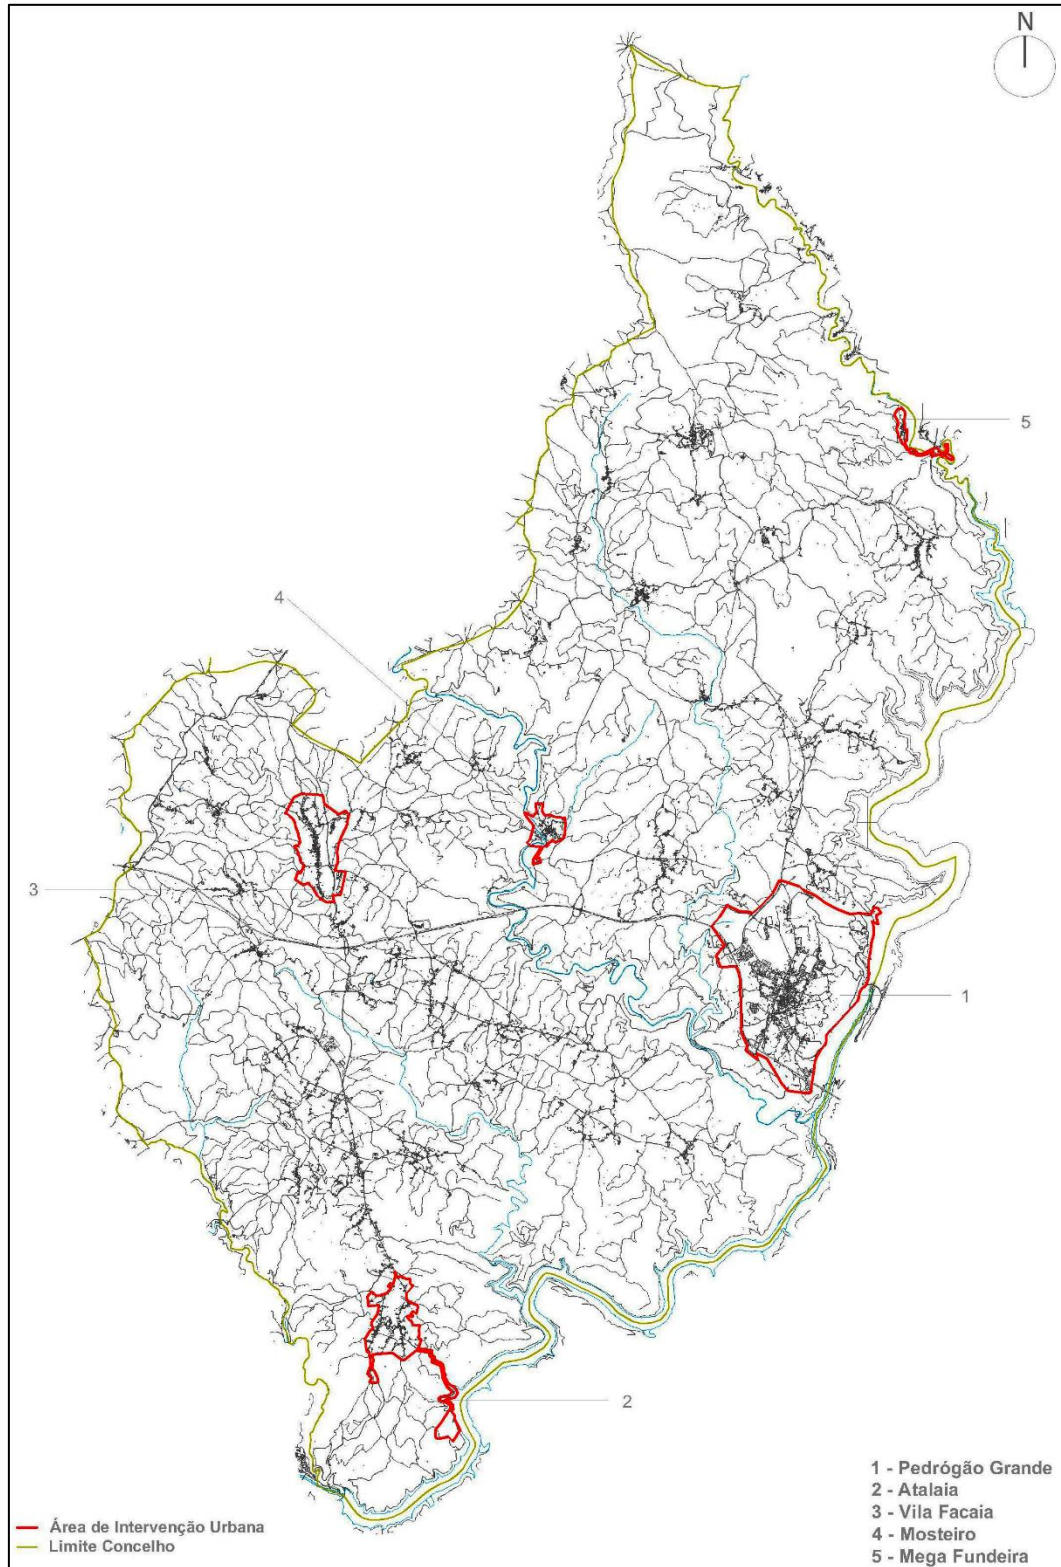 N
5
4
3
1
2
1 - Pedrógão Grande
2 - Atalaia
3 - Vila Facaia
4 - Mosteiro
5 - Mega Fundeira
Área de Intervenção Urbana
Limite Concelho